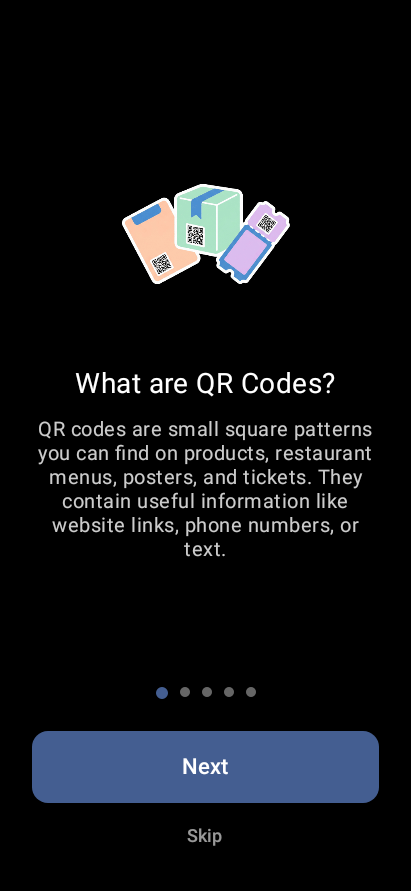 What are QR Codes?
QR codes are small square patterns
you can find on products, restaurant
menus, posters, and tickets. They
contain useful information like
website links, phone numbers, or
text.
Next
Skip